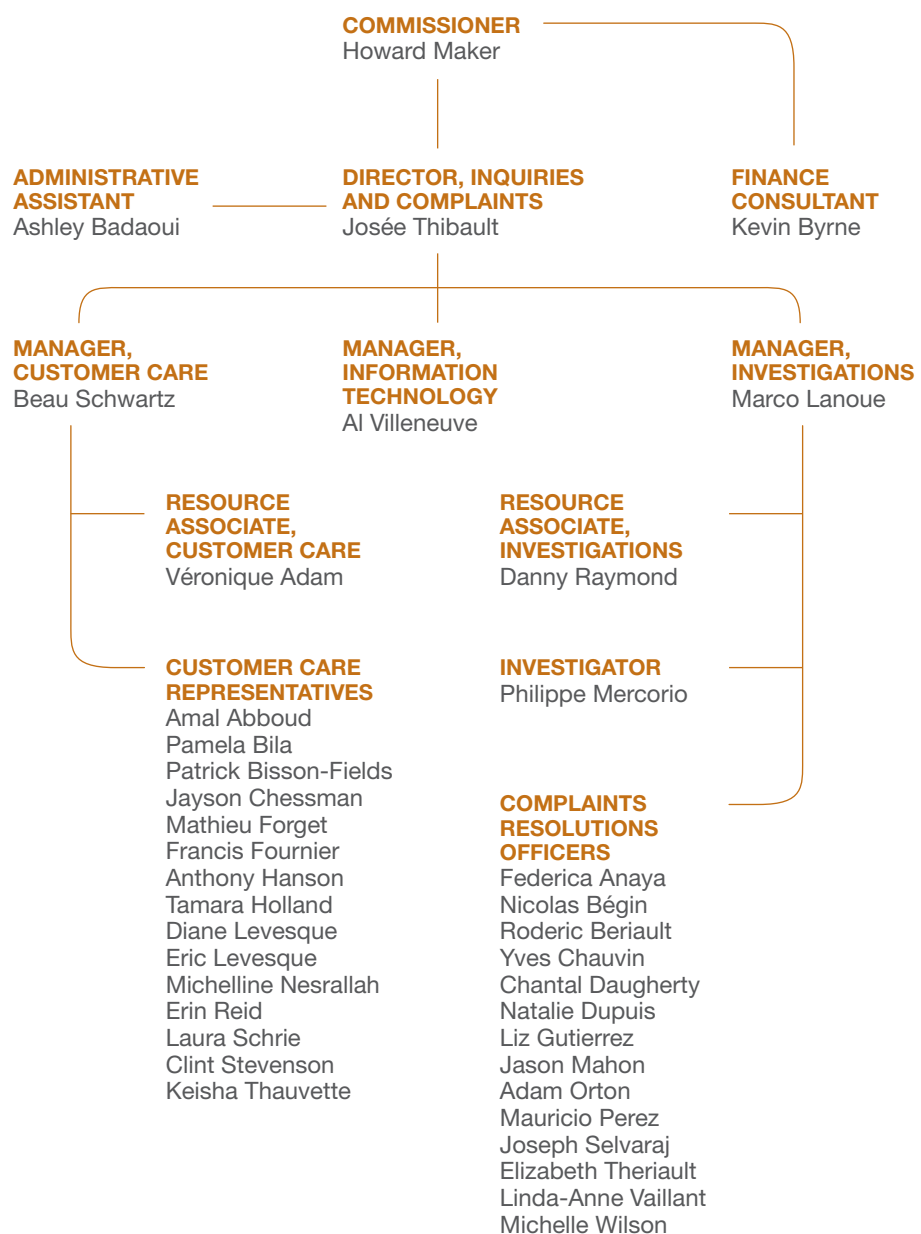 COMMISSIONER
Howard Maker
ADMINISTRATIVE
ASSISTANT
Ashley Badaoui
DIRECTOR, INQUIRIES
AND COMPLAINTS
Josée Thibault
FINANCE
CONSULTANT
Kevin Byrne
MANAGER,
CUSTOMER CARE
Beau Schwartz
MANAGER,
INFORMATION
TECHNOLOGY
Al Villeneuve
MANAGER,
INVESTIGATIONS
Marco Lanoue
RESOURCE
ASSOCIATE,
CUSTOMER CARE
Véronique Adam
RESOURCE
ASSOCIATE,
INVESTIGATIONS
Danny Raymond
CUSTOMER CARE
REPRESENTATIVES
Amal Abboud
Pamela Bila
Patrick Bisson-Fields
Jayson Chessman
Mathieu Forget
Francis Fournier
Anthony Hanson
Tamara Holland
Diane Levesque
Eric Levesque
Michelline Nesrallah
Erin Reid
Laura Schrie
Clint Stevenson
Keisha Thauvette
INVESTIGATOR
Philippe Mercorio
COMPLAINTS
RESOLUTIONS
OFFICERS
Federica Anaya
Nicolas Bégin
Roderic Beriault
Yves Chauvin
Chantal Daugherty
Natalie Dupuis
Liz Gutierrez
Jason Mahon
Adam Orton
Mauricio Perez
Joseph Selvaraj
Elizabeth Theriault
Linda-Anne Vaillant
Michelle Wilson